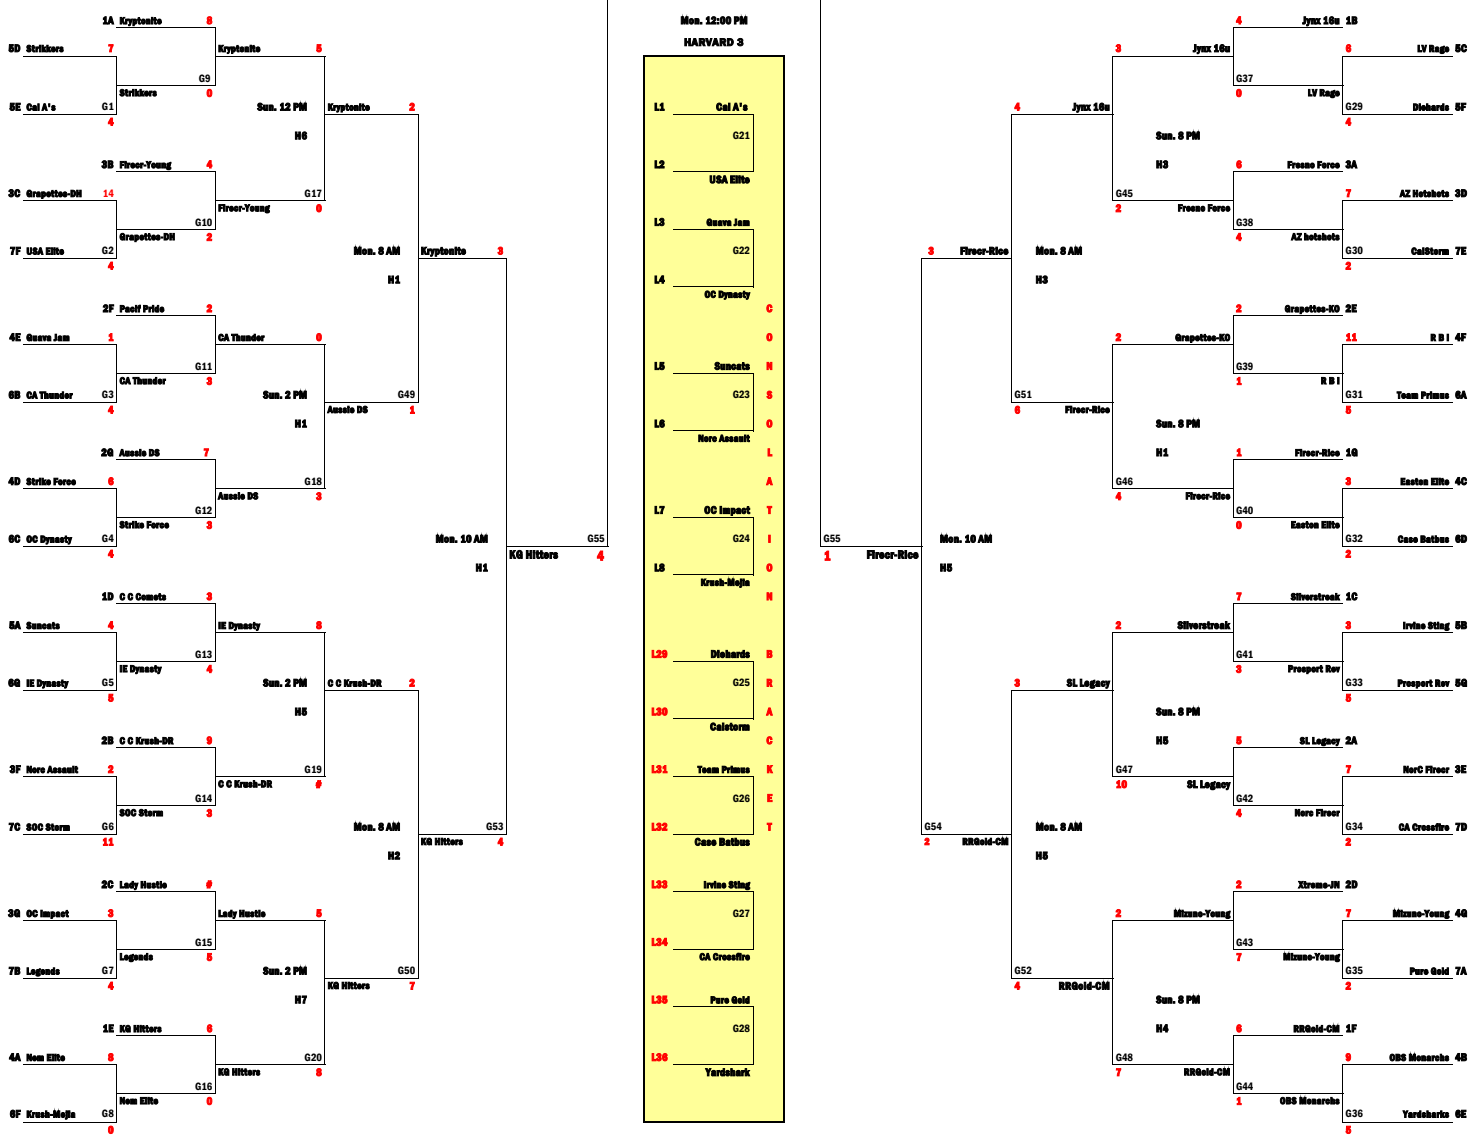 1A Kryptonite 8
5D Strikkers 7
Kryptonite 5
G9
Strikkers 0
5E Cal A's G1
4
Sun. 12 PM
Kryptonite 2
H6
3B Firecr-Young 4
3C Grapettes-DH 14
G17
Firecr-Young 0
G10
Grapettes-DH 2
7F USA Elite G2
4
Mon. 8 AM
Kryptonite 3
H1
2F Pacif Pride 2
4E Guava Jam 1
CA Thunder 0
G11
CA Thunder 3
6B CA Thunder G3
4
Sun. 2 PM
G49
Aussie DS 1
H1
2G Aussie DS 7
4D Strike Force 6
G18
Aussie DS 3
G12
Strike Force 3
6C OC Dynasty G4
4
Mon. 10 AM
G55
KG Hitters 4
H1
1D C C Comets 3
5A Suncats 4
IE Dynasty 8
G13
IE Dynasty 4
6G IE Dynasty G5
5
Sun. 2 PM
C C Krush-DR 2
H5
2B C C Krush-DR 9
3F Norc Assault 2
G19
C C Krush-DR #
G14
SOC Storm 3
7C SOC Storm G6
11
Mon. 8 AM
G53
KG Hitters 4
H2
2C Lady Hustle #
3G OC Impact 3
Lady Hustle 5
G15
Legends 5
7B Legends G7
4
Sun. 2 PM
G50
KG Hitters 7
H7
1E KG Hitters 6
4A Nem Elite 8
G20
KG Hitters 8
G16
Nem Elite 0
6F Krush-Mejia G8
0
Mon. 12:00 PM
HARVARD 3
L1 Cal A's
G21
L2
USA Elite
L3 Guava Jam
G22
L4
OC Dynasty
L5 Suncats
G23
L6
Norc Assault
L7 OC Impact
G24
L8
Krush-Mejia
L29 Diehards
G25
L30
Calstorm
L31 Team Primus
G26
L32
Case Batbus
L33 Irvine Sting
G27
L34
CA Crossfire
L35 Pure Gold
G28
L36
Yardshark
C
O
N
S
O
L
A
T
I
O
N
B
R
A
C
K
E
T
4 Jynx 16u 1B
3 Jynx 16u
6 LV Rage 5C
G37
0 LV Rage
G29 Diehards 5F
4
4 Jynx 16u
Sun. 8 PM
H3
6 Fresno Force 3A
7 AZ Hotshots 3D
G45
2 Fresno Force
G38
4 AZ hotshots
G30 CalStorm 7E
2
3 Firecr-Rice
Mon. 8 AM
H3
2 Grapettes-KO 2E
2 Grapettes-KO
11 R B I 4F
G39
1 R B I
G31 Team Primus 6A
5
G51
6 Firecr-Rice
Sun. 8 PM
H1
1 Firecr-Rice 1G
3 Easton Elite 4C
G46
4 Firecr-Rice
G40
0 Easton Elite
G32 Case Batbus 6D
2
G55
1 Firecr-Rice
Mon. 10 AM
H5
7 Silverstreak 1C
2 Silverstreak
3 Irvine Sting 5B
G41
3 Prosport Rev
G33 Prosport Rev 5G
5
3 SL Legacy
Sun. 8 PM
H5
5 SL Legacy 2A
7 NorC Firecr 3E
G47
10 SL Legacy
G42
4 Norc Firecr
G34 CA Crossfire 7D
2
G54
2 RRGold-CM
Mon. 8 AM
H5
2 Xtreme-JN 2D
2 Mizuno-Young
7 Mizuno-Young 4G
G43
7 Mizuno-Young
G35 Pure Gold 7A
2
G52
4 RRGold-CM
Sun. 8 PM
H4
6 RRGold-CM 1F
9 OBS Monarchs 4B
G48
7 RRGold-CM
G44
1 OBS Monarchs
G36 Yardsharks 6E
5